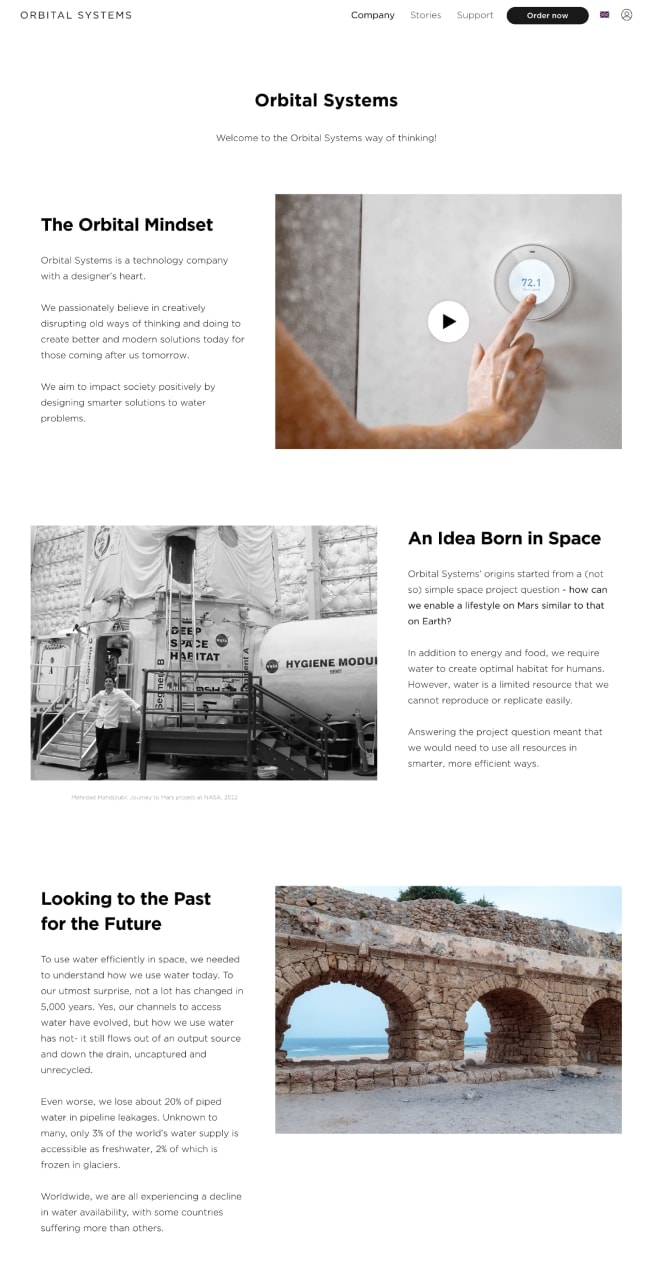 ORBITAL SYSTEMS
Company
Stories
Support
Order now
Orbital Systems
Welcome to the Orbital Systems way of thinking!
The Orbital Mindset
Orbital Systems is a technology company
with a designer's heart.
We passionately believe in creatively
disrupting old ways of thinking and doing to
create better and modern solutions today for
those coming after us tomorrow.
We aim to impact society positively by
designing smarter solutions to water
problems.
72.1
An Idea Born in Space
Orbital Systems' origins started from a (not
so) simple space project question - how can
we enable a lifestyle on Mars similar to that
on Earth?
In addition to energy and food, we require
water to create optimal habitat for humans.
However, water is a limited resource that we
cannot reproduce or replicate easily.
Answering the project question meant that
we would need to use all resources in
smarter, more efficient ways.
DEEP
SPACE
HABITAT
HYGIENE MODUL
Segment B
Mehrdad Mahdjoubi: Journey to Mars project at NASA, 2012
Looking to the Past
for the Future
To use water efficiently in space, we needed
to understand how we use water today. To
our utmost surprise, not a lot has changed in
5,000 years. Yes, our channels to access
water have evolved, but how we use water
has not- it still flows out of an output source
and down the drain, uncaptured and
unrecycled.
Even worse, we lose about 20% of piped
water in pipeline leakages. Unknown to
many, only 3% of the world's water supply is
accessible as freshwater, 2% of which is
frozen in glaciers.
Worldwide, we are all experiencing a decline
in water availability, with some countries
suffering more than others.